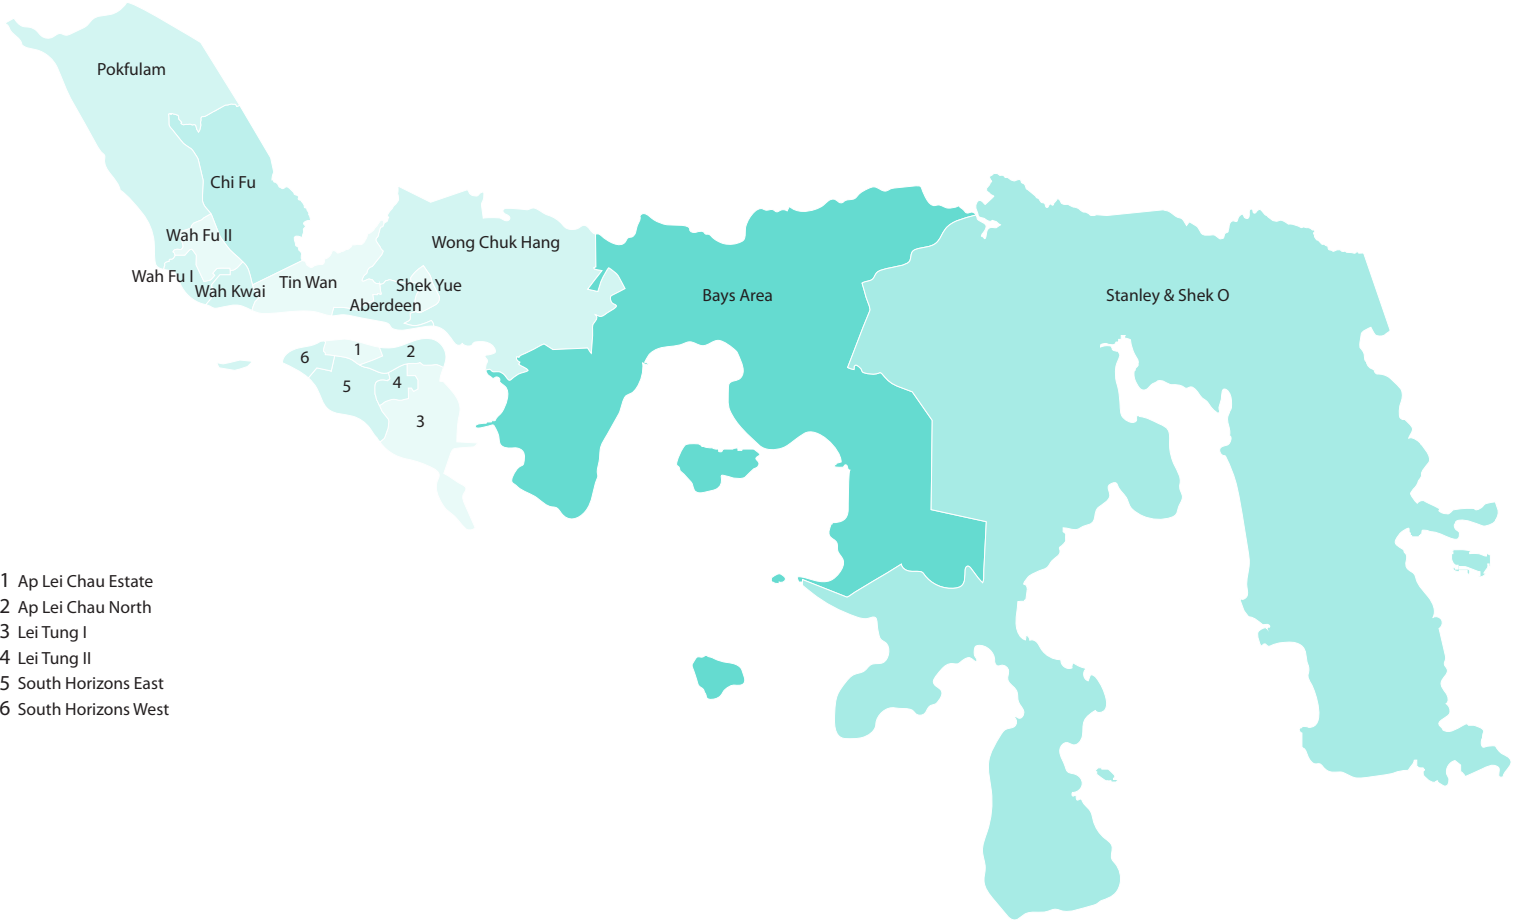 Pokfulam
Chi Fu
Wah Fu II
Wong Chuk Hang
Wah Fu I
Wah Kwai
Tin Wan
Shek Yue
Aberdeen
Bays Area
Stanley & Shek O
1
2
6
5
4
3
1 Ap Lei Chau Estate
2 Ap Lei Chau North
3 Lei Tung I
4 Lei Tung II
5 South Horizons East
6 South Horizons West